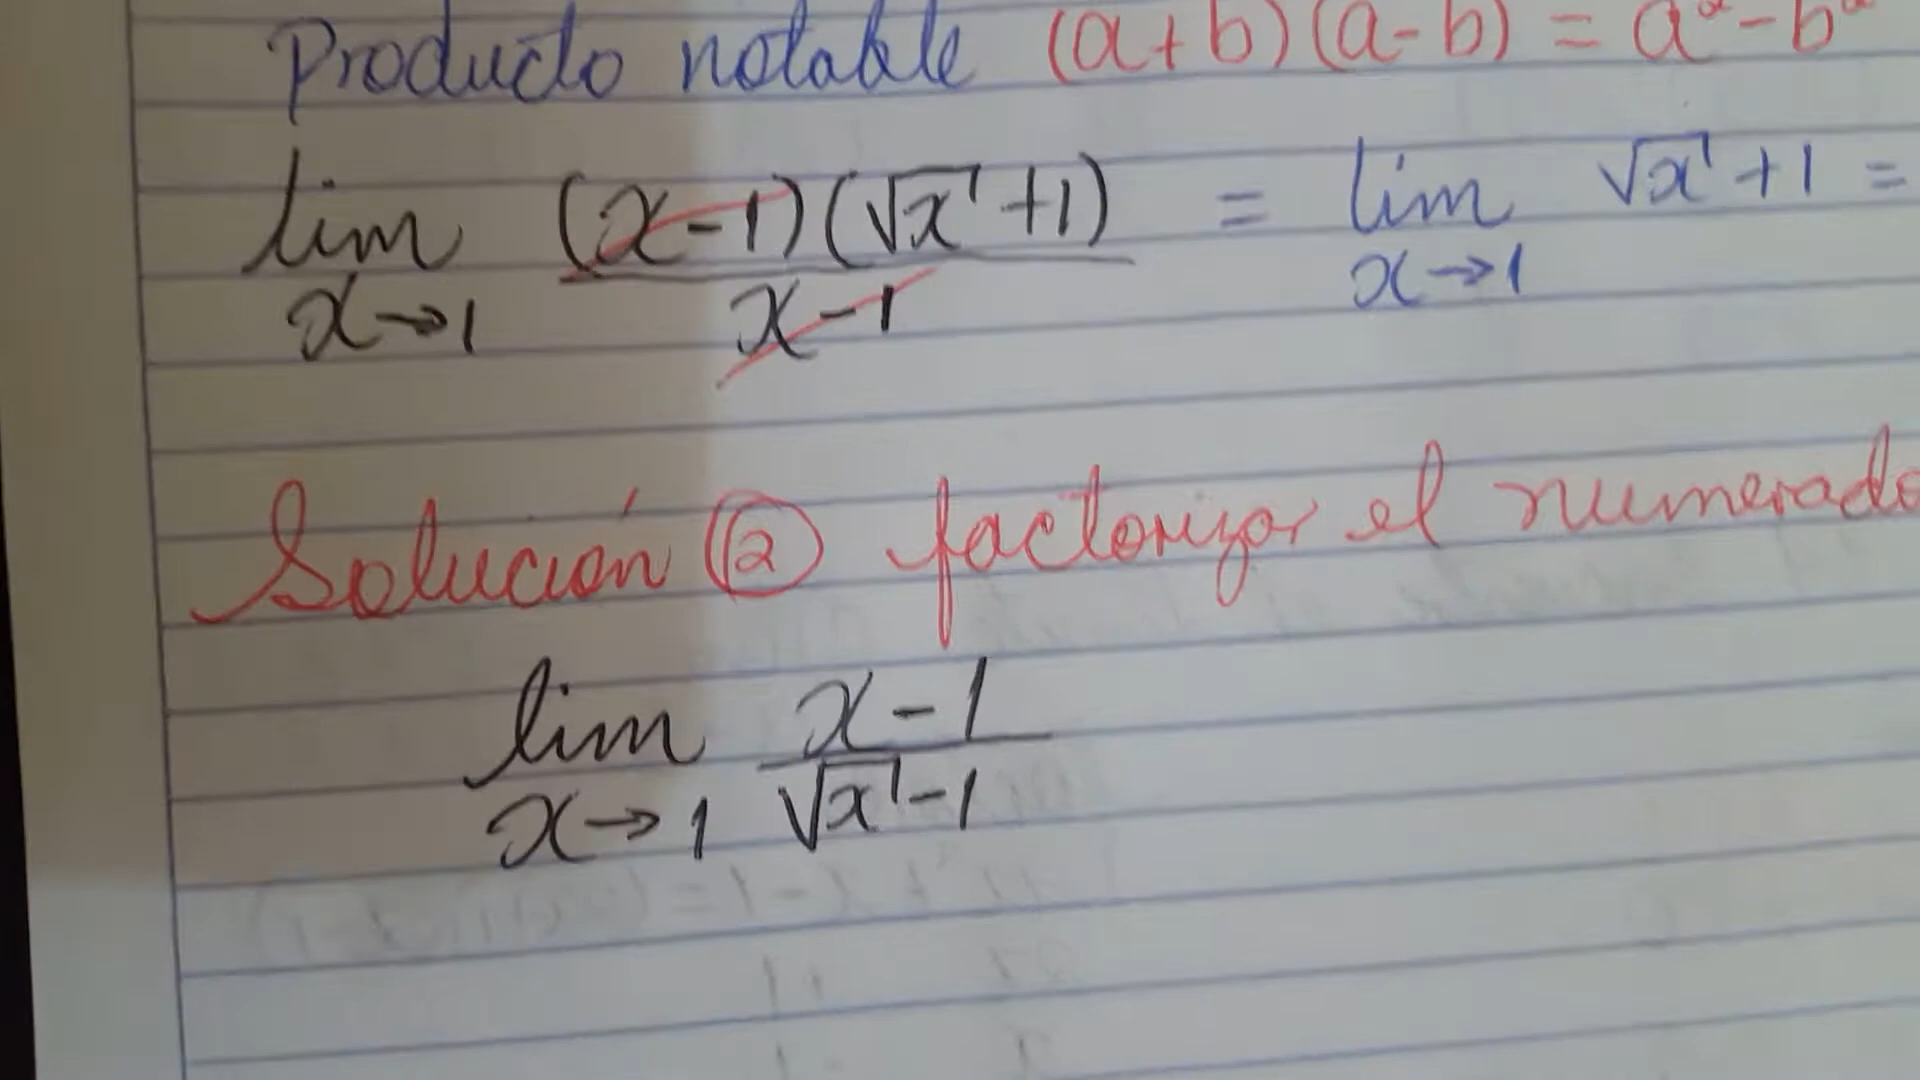 Producto notable (a+b)(a-b) = a²-b²
lim (x-1)(√x+1) = lim √x+1 =
x→1 x-1 x→1
Solución ② factorizar el numerado
lim x-1
x→1 √x-1